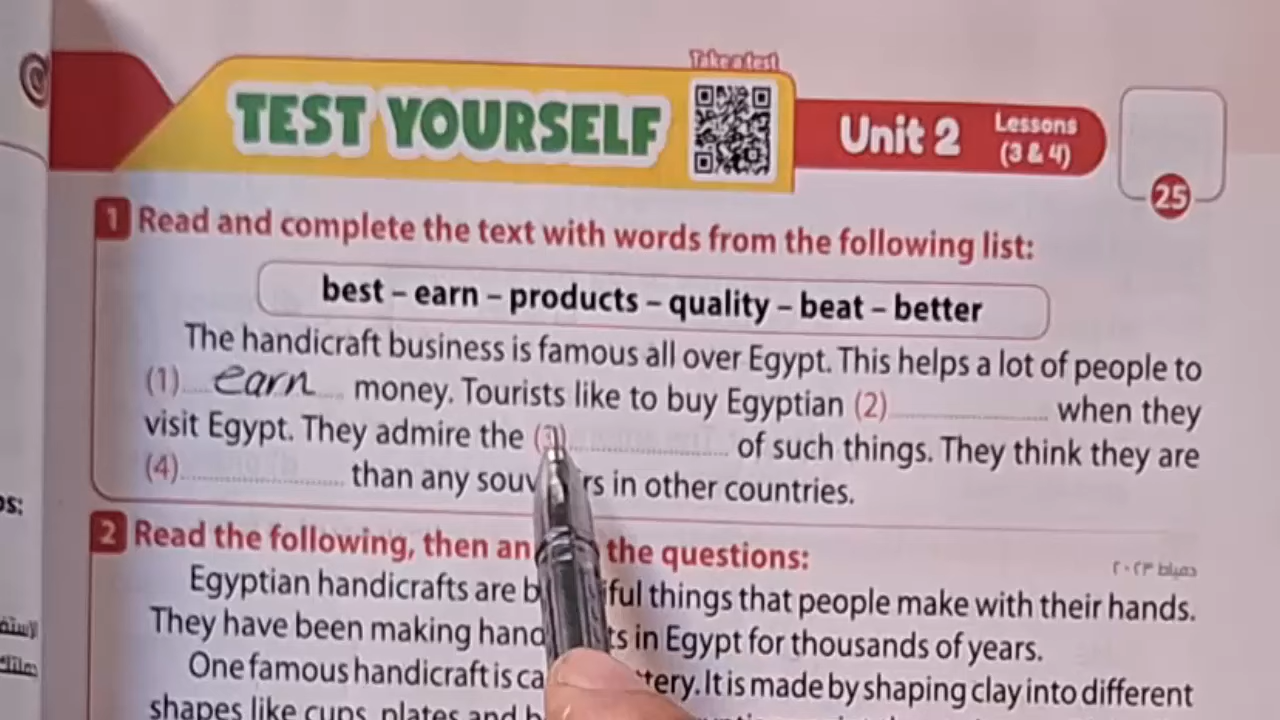 Take a test
TEST YOURSELF
Unit 2
Lessons
(3 & 4)
25
1 Read and complete the text with words from the following list:
best – earn – products – quality – beat – better
The handicraft business is famous all over Egypt. This helps a lot of people to
(1) earn money. Tourists like to buy Egyptian (2) when they
visit Egypt. They admire the (3) of such things. They think they are
(4) than any souv rs in other countries.
2 Read the following, then an the questions:
دمياط ٢٠٢٣
Egyptian handicrafts are b ful things that people make with their hands.
They have been making hand ts in Egypt for thousands of years.
One famous handicraft is ca ttery. It is made by shaping clay into different
shapes like cups, plates and